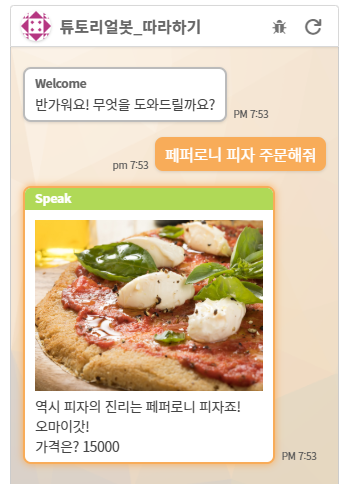 튜토리얼봇_따라하기
Welcome
반가워요! 무엇을 도와드릴까요?
PM 7:53
페퍼로니 피자 주문해줘
pm 7:53
Speak
역시 피자의 진리는 페퍼로니 피자죠!
오마이갓!
가격은? 15000
PM 7:53